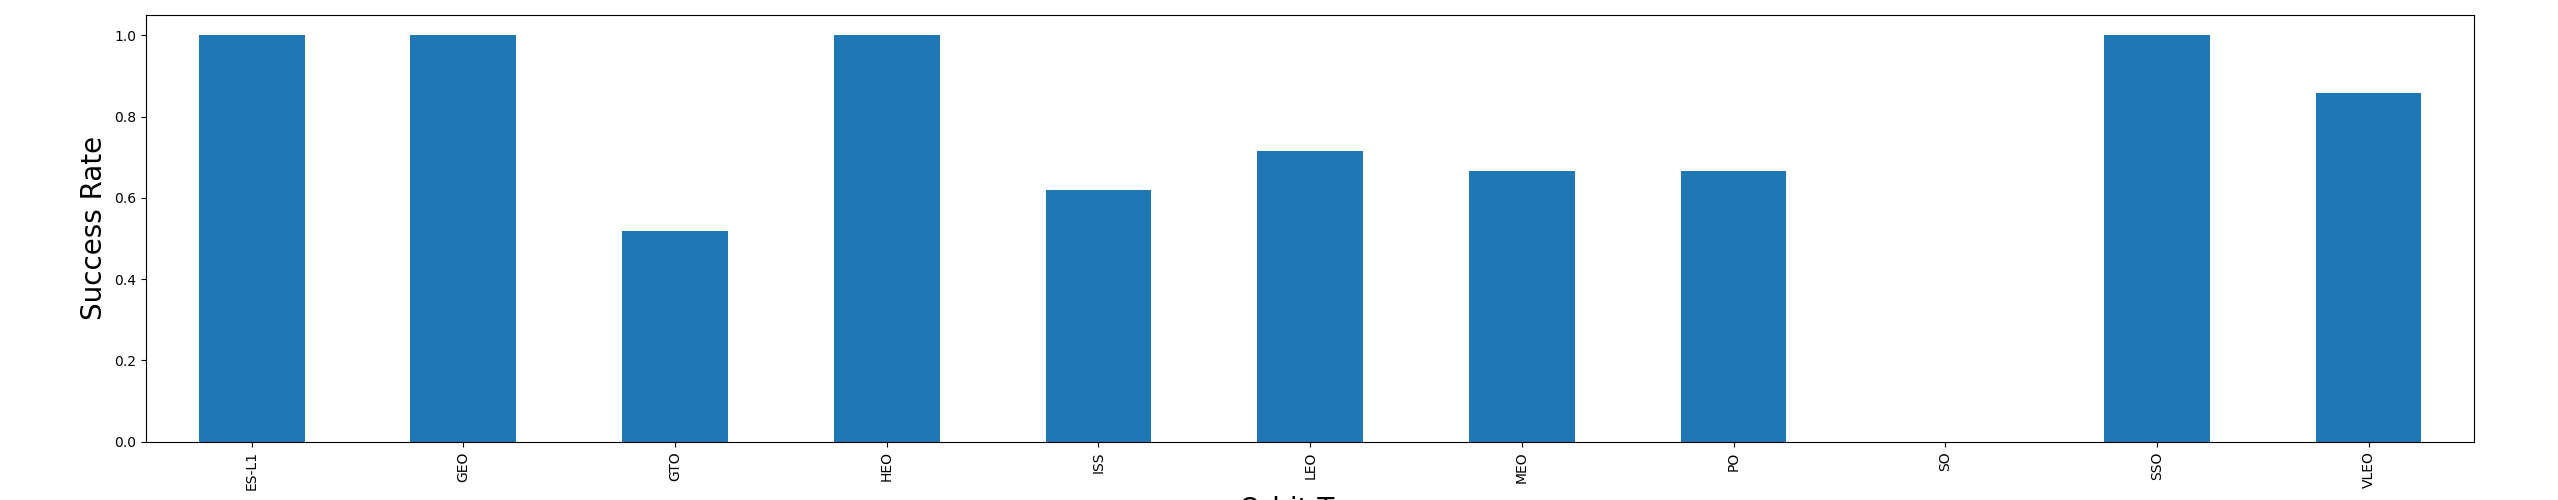 Success Rate
1.0
0.8
0.6
0.4
0.2
0.0
ES-L1
GEO
GTO
HEO
ISS
LEO
MEO
PO
SO
SSO
VLEO